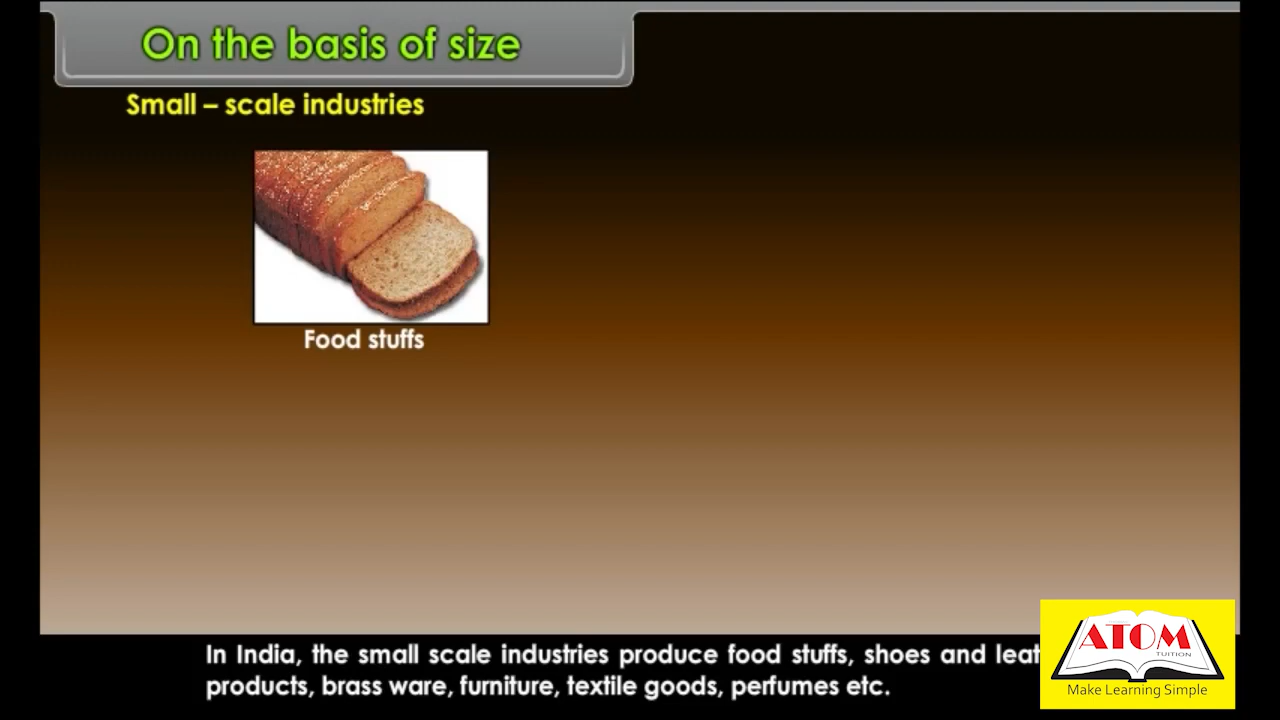 On the basis of size
Small – scale industries
Food stuffs
In India, the small scale industries produce food stuffs, shoes and
products, brass ware, furniture, textile goods, perfumes etc.
ATOM
TUITION
Make Learning Simple